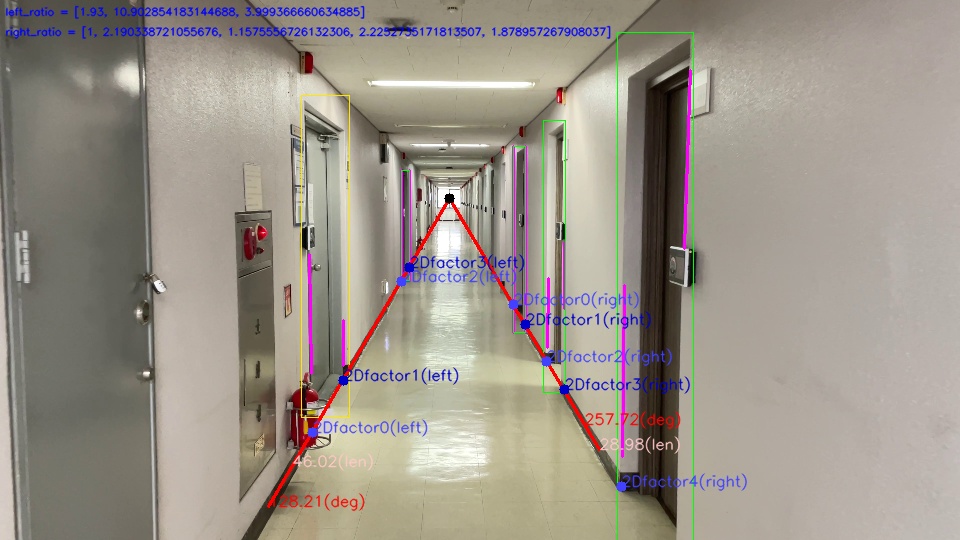 left_ratio = [1.93, 10.902854183144688, 3.999366660634885]
right_ratio = [1, 2.190338721055676, 1.1575556726132306, 2.2252735171813507, 1.878957267908037]
2Dfactor3(left)
2Dfactor2(left)
2Dfactor0(right)
2Dfactor1(right)
2Dfactor2(right)
2Dfactor1(left)
2Dfactor3(right)
257.72(deg)
2Dfactor0(left)
28.98(len)
46.02(len)
2Dfactor4(right)
128.21(deg)